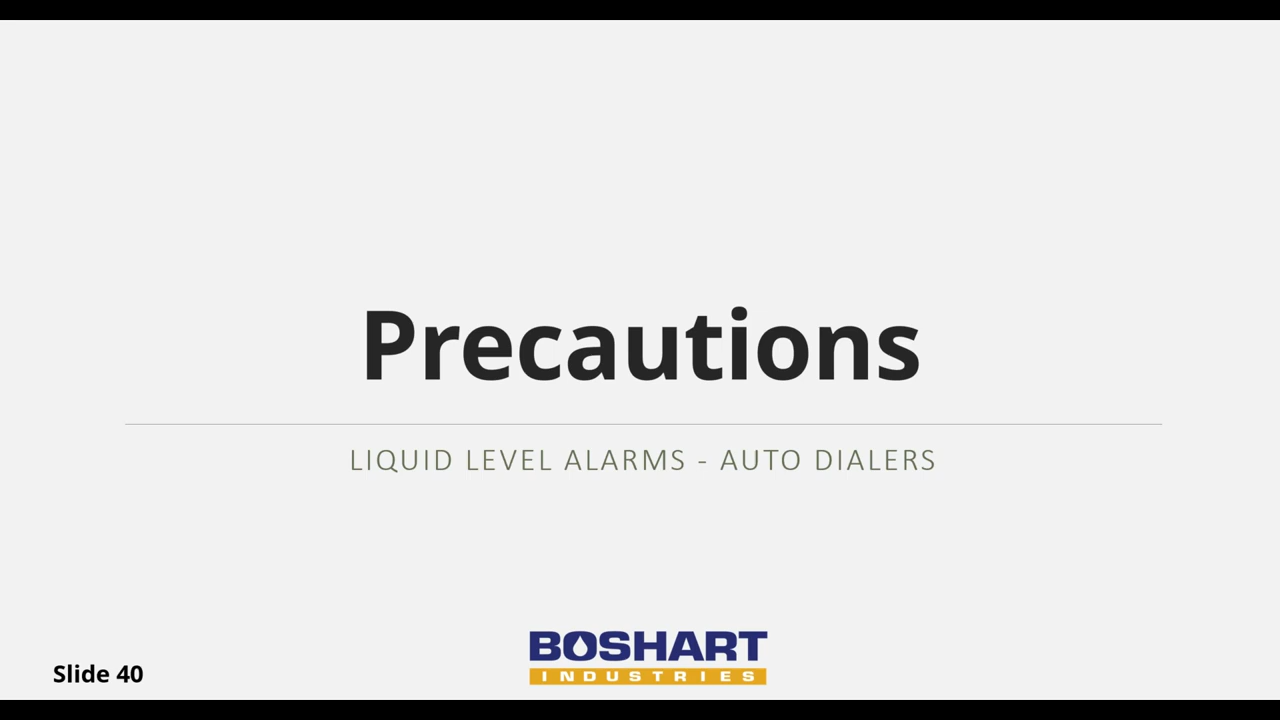 Precautions
LIQUID LEVEL ALARMS - AUTO DIALERS
BOSHART
INDUSTRIES
Slide 40